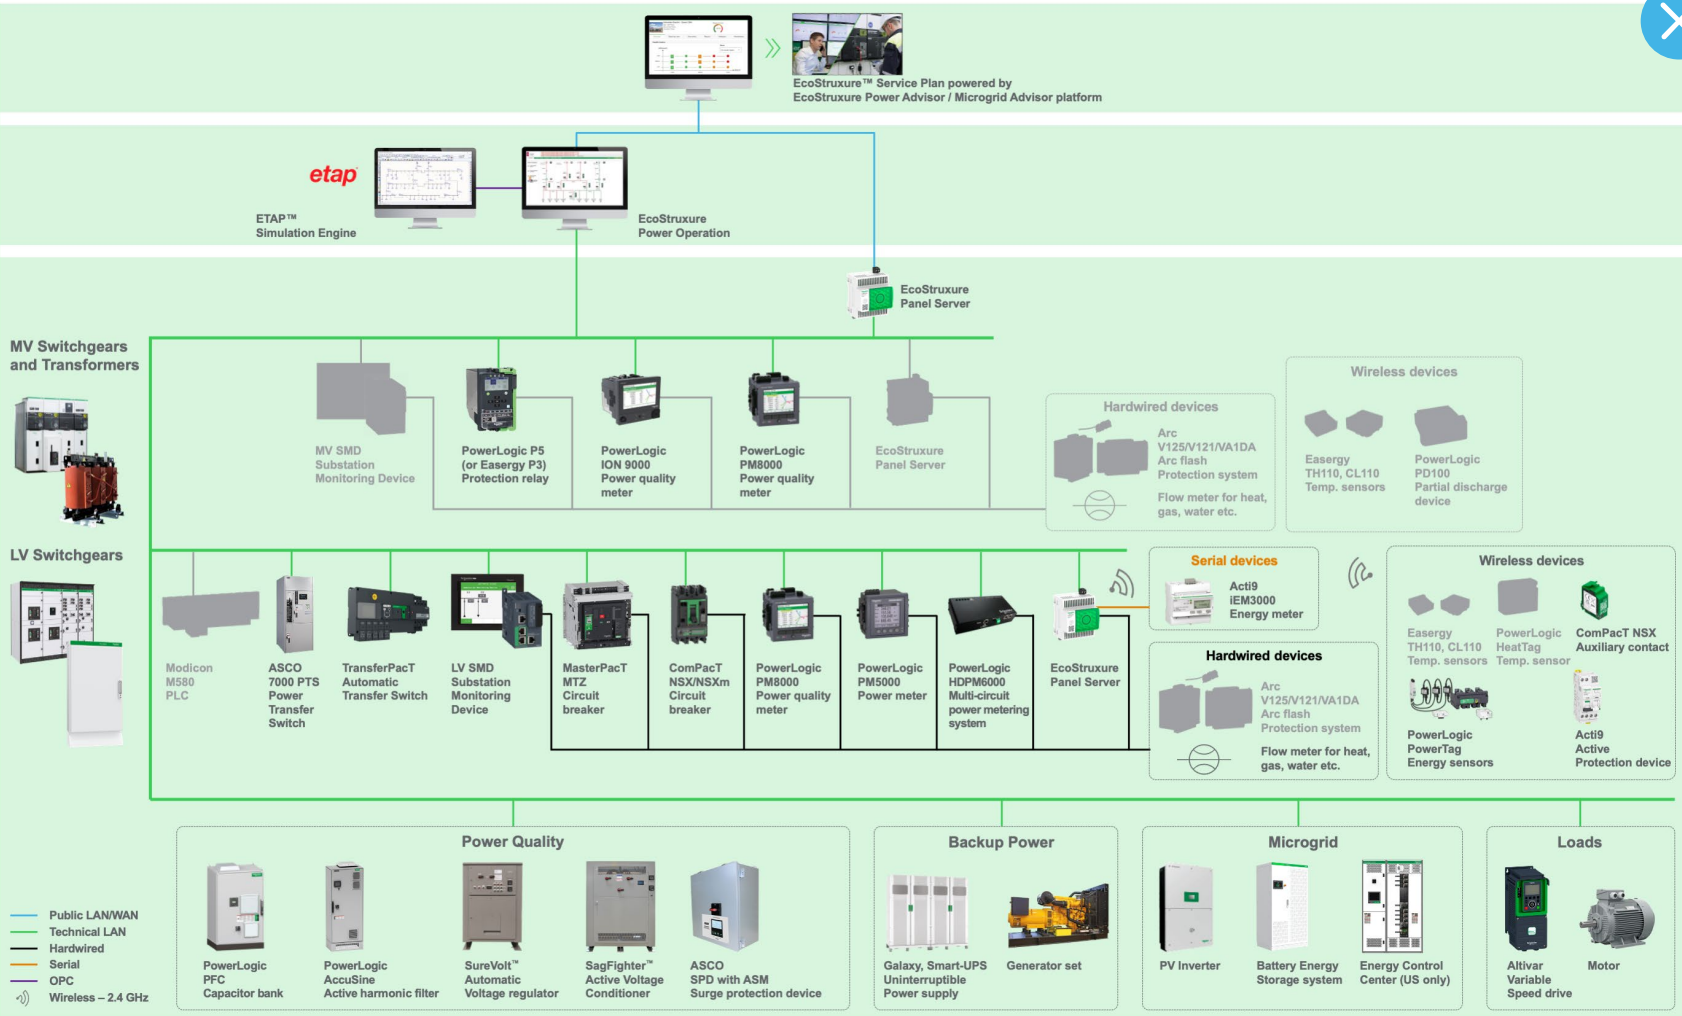 EcoStruxure™ Service Plan powered by
EcoStruxure Power Advisor / Microgrid Advisor platform
etap
ETAP™
Simulation Engine
EcoStruxure
Power Operation
EcoStruxure
Panel Server
MV Switchgears
and Transformers
MV SMD
Substation
Monitoring Device
PowerLogic P5
(or Easergy P3)
Protection relay
PowerLogic
ION 9000
Power quality
meter
PowerLogic
PM8000
Power quality
meter
EcoStruxure
Panel Server
Hardwired devices
Arc
V125/V121/VA1DA
Arc flash
Protection system
Flow meter for heat,
gas, water etc.
Wireless devices
Easergy
TH110, CL110
Temp. sensors
PowerLogic
PD100
Partial discharge
device
LV Switchgears
Modicon
M580
PLC
ASCO
7000 PTS
Power
Transfer
Switch
TransferPacT
Automatic
Transfer Switch
LV SMD
Substation
Monitoring
Device
MasterPacT
MTZ
Circuit
breaker
ComPacT
NSX/NSXm
Circuit
breaker
PowerLogic
PM8000
Power quality
meter
PowerLogic
PM5000
Power meter
PowerLogic
HDPM6000
Multi-circuit
power metering
system
EcoStruxure
Panel Server
Serial devices
Acti9
iEM3000
Energy meter
Hardwired devices
Arc
V125/V121/VA1DA
Arc flash
Protection system
Flow meter for heat,
gas, water etc.
Wireless devices
Easergy
TH110, CL110
Temp. sensors
PowerLogic
HeatTag
Temp. sensor
ComPacT NSX
Auxiliary contact
PowerLogic
PowerTag
Energy sensors
Acti9
Active
Protection device
Power Quality
PowerLogic
PFC
Capacitor bank
PowerLogic
AccuSine
Active harmonic filter
SureVolt™
Automatic
Voltage regulator
SagFighter™
Active Voltage
Conditioner
ASCO
SPD with ASM
Surge protection device
Backup Power
Galaxy, Smart-UPS
Uninterruptible
Power supply
Generator set
Microgrid
PV Inverter
Battery Energy
Storage system
Energy Control
Center (US only)
Loads
Altivar
Variable
Speed drive
Motor
Public LAN/WAN
Technical LAN
Hardwired
Serial
OPC
Wireless – 2.4 GHz